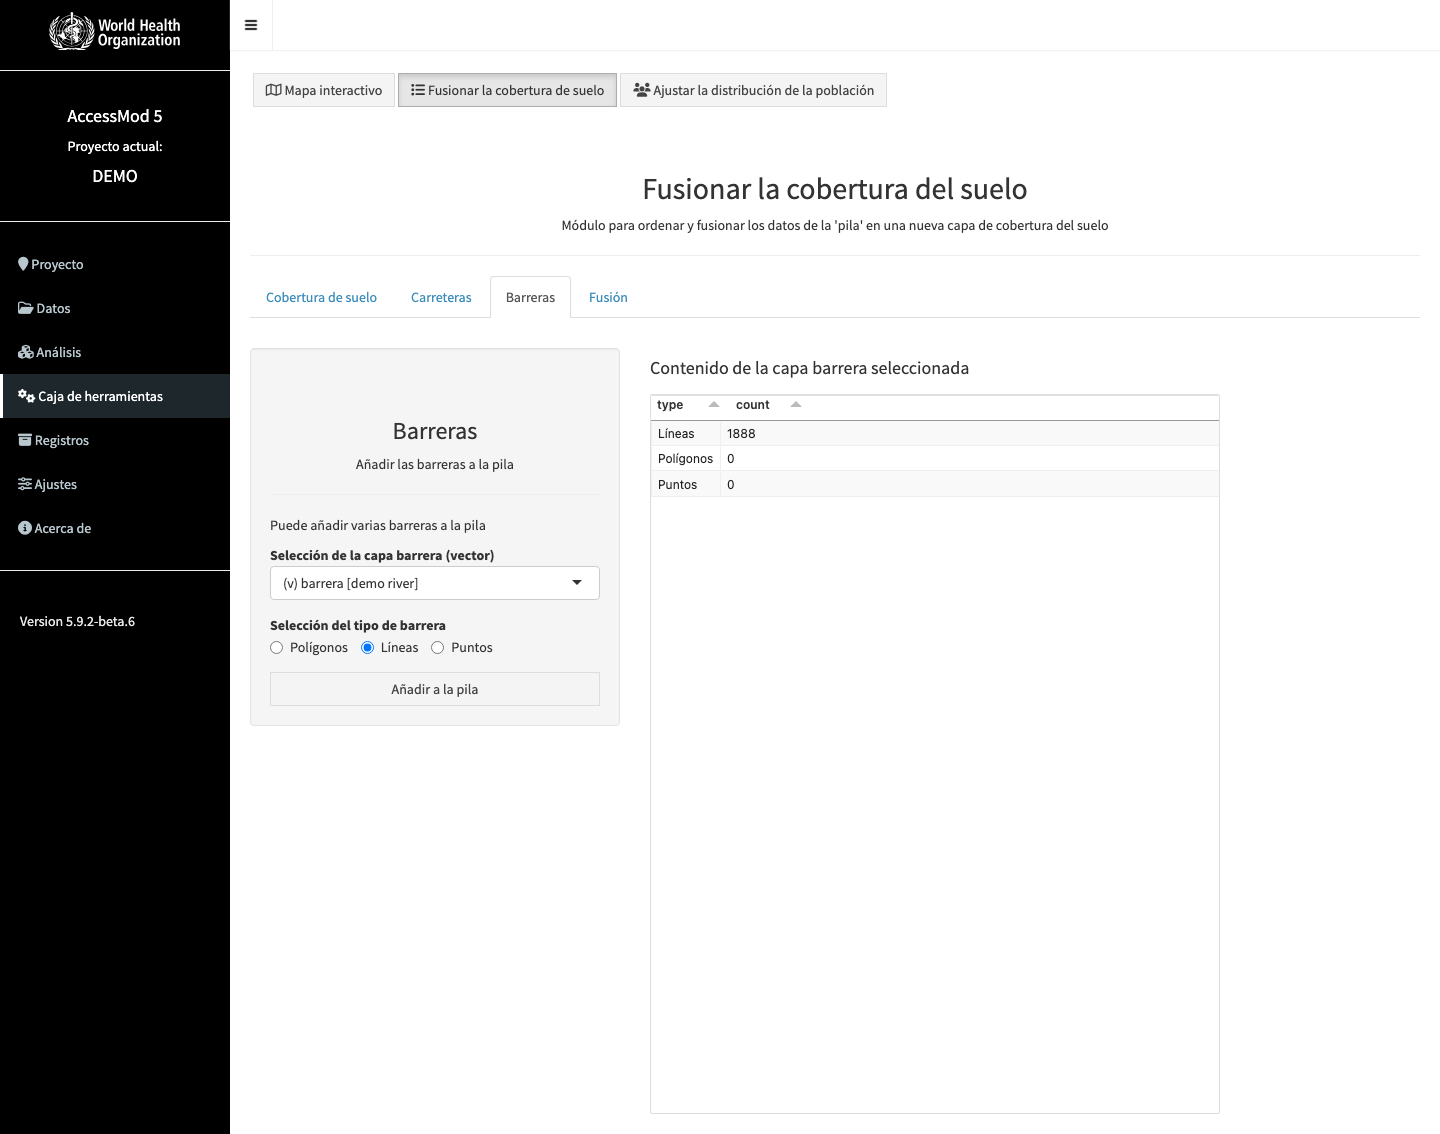 World Health
Organization
AccessMod 5
Proyecto actual:
DEMO
Proyecto
Datos
Análisis
Caja de herramientas
Registros
Ajustes
Acerca de
Version 5.9.2-beta.6
Mapa interactivo
Fusionar la cobertura de suelo
Ajustar la distribución de la población
Fusionar la cobertura del suelo
Módulo para ordenar y fusionar los datos de la 'pila' en una nueva capa de cobertura del suelo
Cobertura de suelo
Carreteras
Barreras
Fusión
Barreras
Añadir las barreras a la pila
Puede añadir varias barreras a la pila
Selección de la capa barrera (vector)
(v) barrera [demo river]
Selección del tipo de barrera
Polígonos Líneas Puntos
Añadir a la pila
Contenido de la capa barrera seleccionada
type count
Líneas 1888
Polígonos 0
Puntos 0